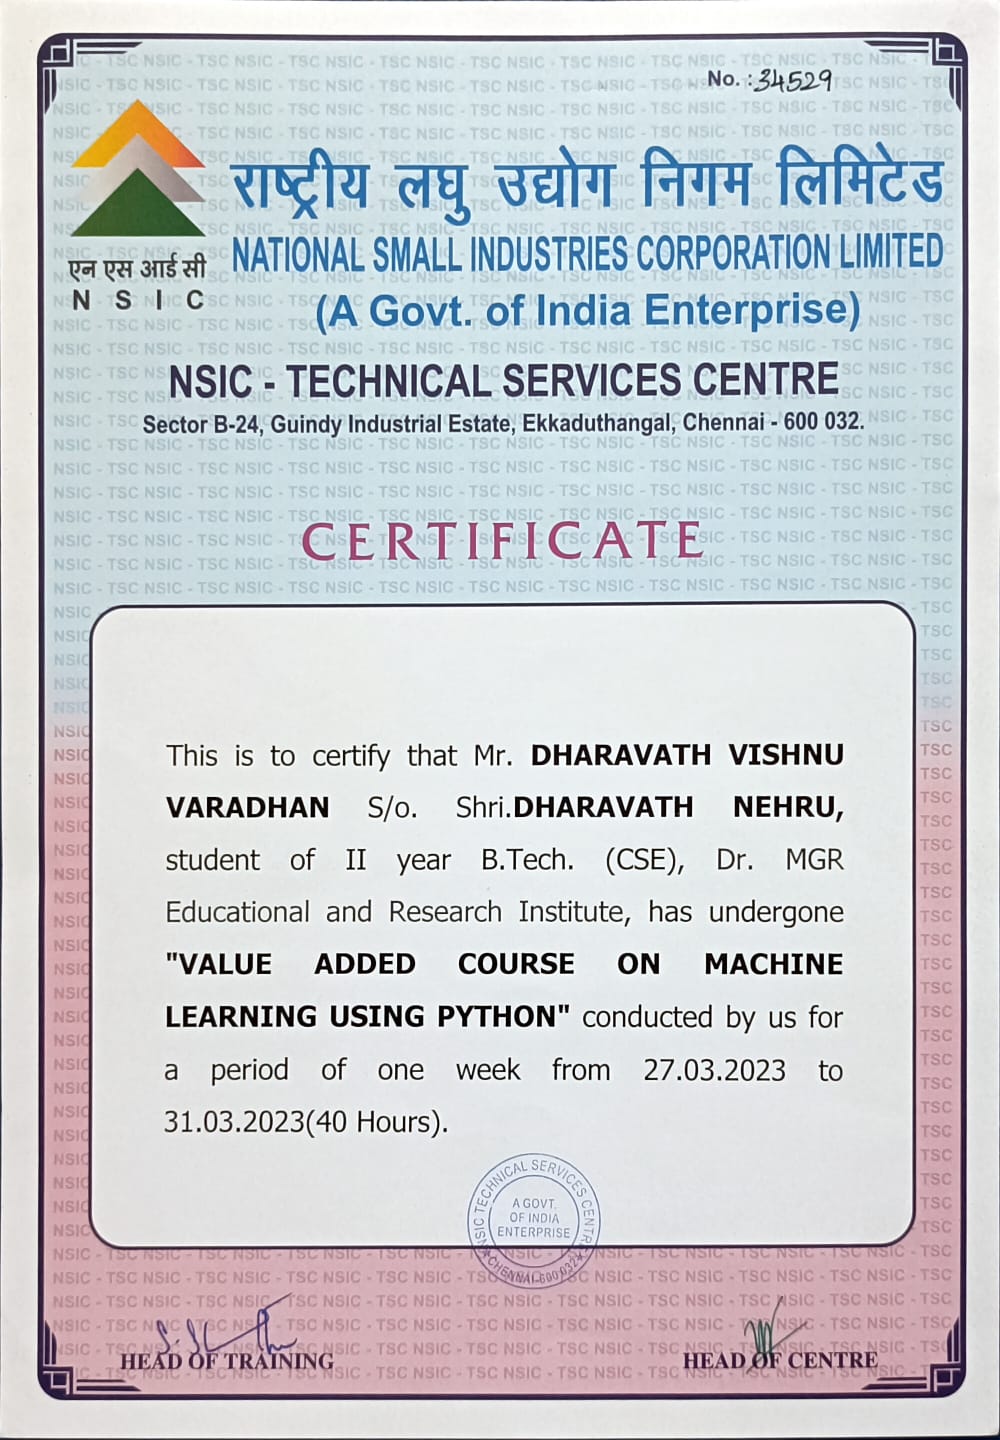 No. : 34529
राष्ट्रीय लघु उद्योग निगम लिमिटेड
NATIONAL SMALL INDUSTRIES CORPORATION LIMITED
(A Govt. of India Enterprise)
एन एस आई सी
N S I C
NSIC - TECHNICAL SERVICES CENTRE
Sector B-24, Guindy Industrial Estate, Ekkaduthangal, Chennai - 600 032.
CERTIFICATE
This is to certify that Mr. DHARAVATH VISHNU
VARADHAN S/o. Shri.DHARAVATH NEHRU,
student of II year B.Tech. (CSE), Dr. MGR
Educational and Research Institute, has undergone
"VALUE ADDED COURSE ON MACHINE
LEARNING USING PYTHON" conducted by us for
a period of one week from 27.03.2023 to
31.03.2023(40 Hours).
NSIC TECHNICAL SERVICES CENTRE
A GOVT.
OF INDIA
ENTERPRISE
CHENNAI-600 032
HEAD OF TRAINING
HEAD OF CENTRE